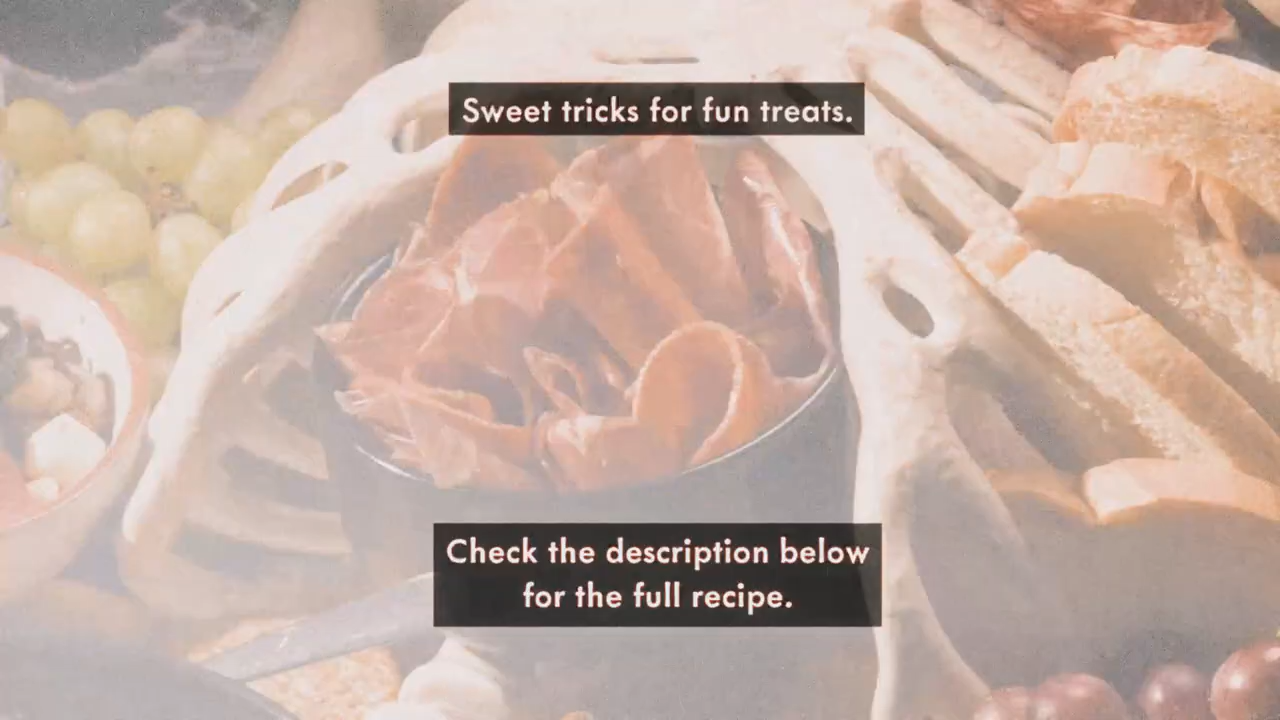 Sweet tricks for fun treats.
Check the description below
for the full recipe.